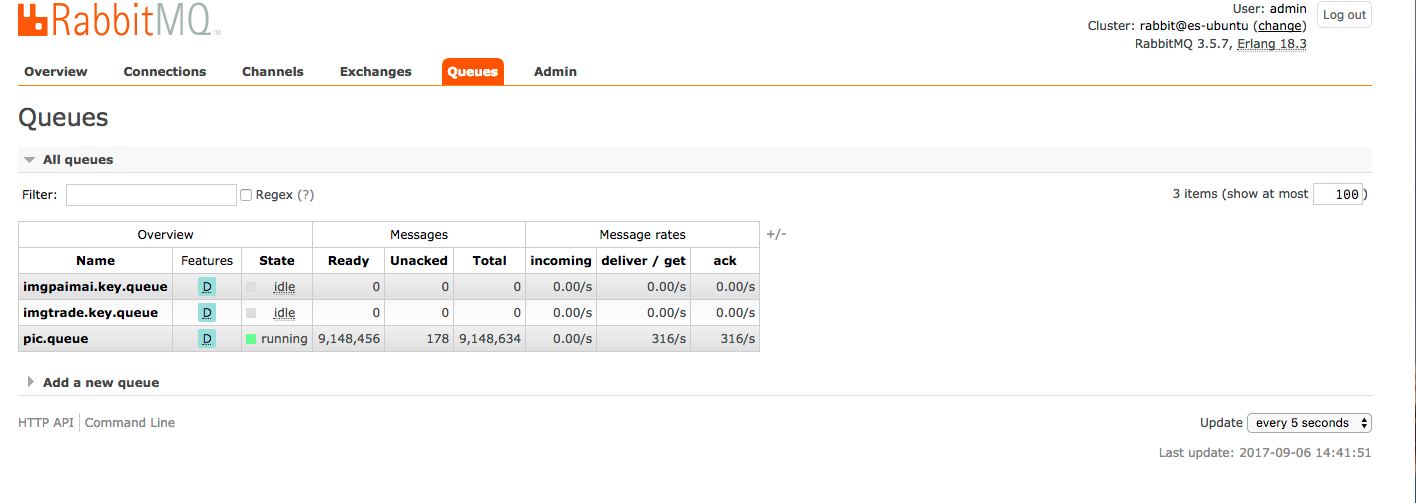 RabbitMQ TM
User: admin
Log out
Cluster: rabbit@es-ubuntu (change)
RabbitMQ 3.5.7, Erlang 18.3
Overview Connections Channels Exchanges Queues Admin
Queues
All queues
Filter: Regex (?) 3 items (show at most 100 )
Overview Messages Message rates +/-
Name Features State Ready Unacked Total incoming deliver / get ack
imgpaimai.key.queue D idle 0 0 0 0.00/s 0.00/s 0.00/s
imgtrade.key.queue D idle 0 0 0 0.00/s 0.00/s 0.00/s
pic.queue D running 9,148,456 178 9,148,634 0.00/s 316/s 316/s
Add a new queue
HTTP API Command Line Update every 5 seconds
Last update: 2017-09-06 14:41:51